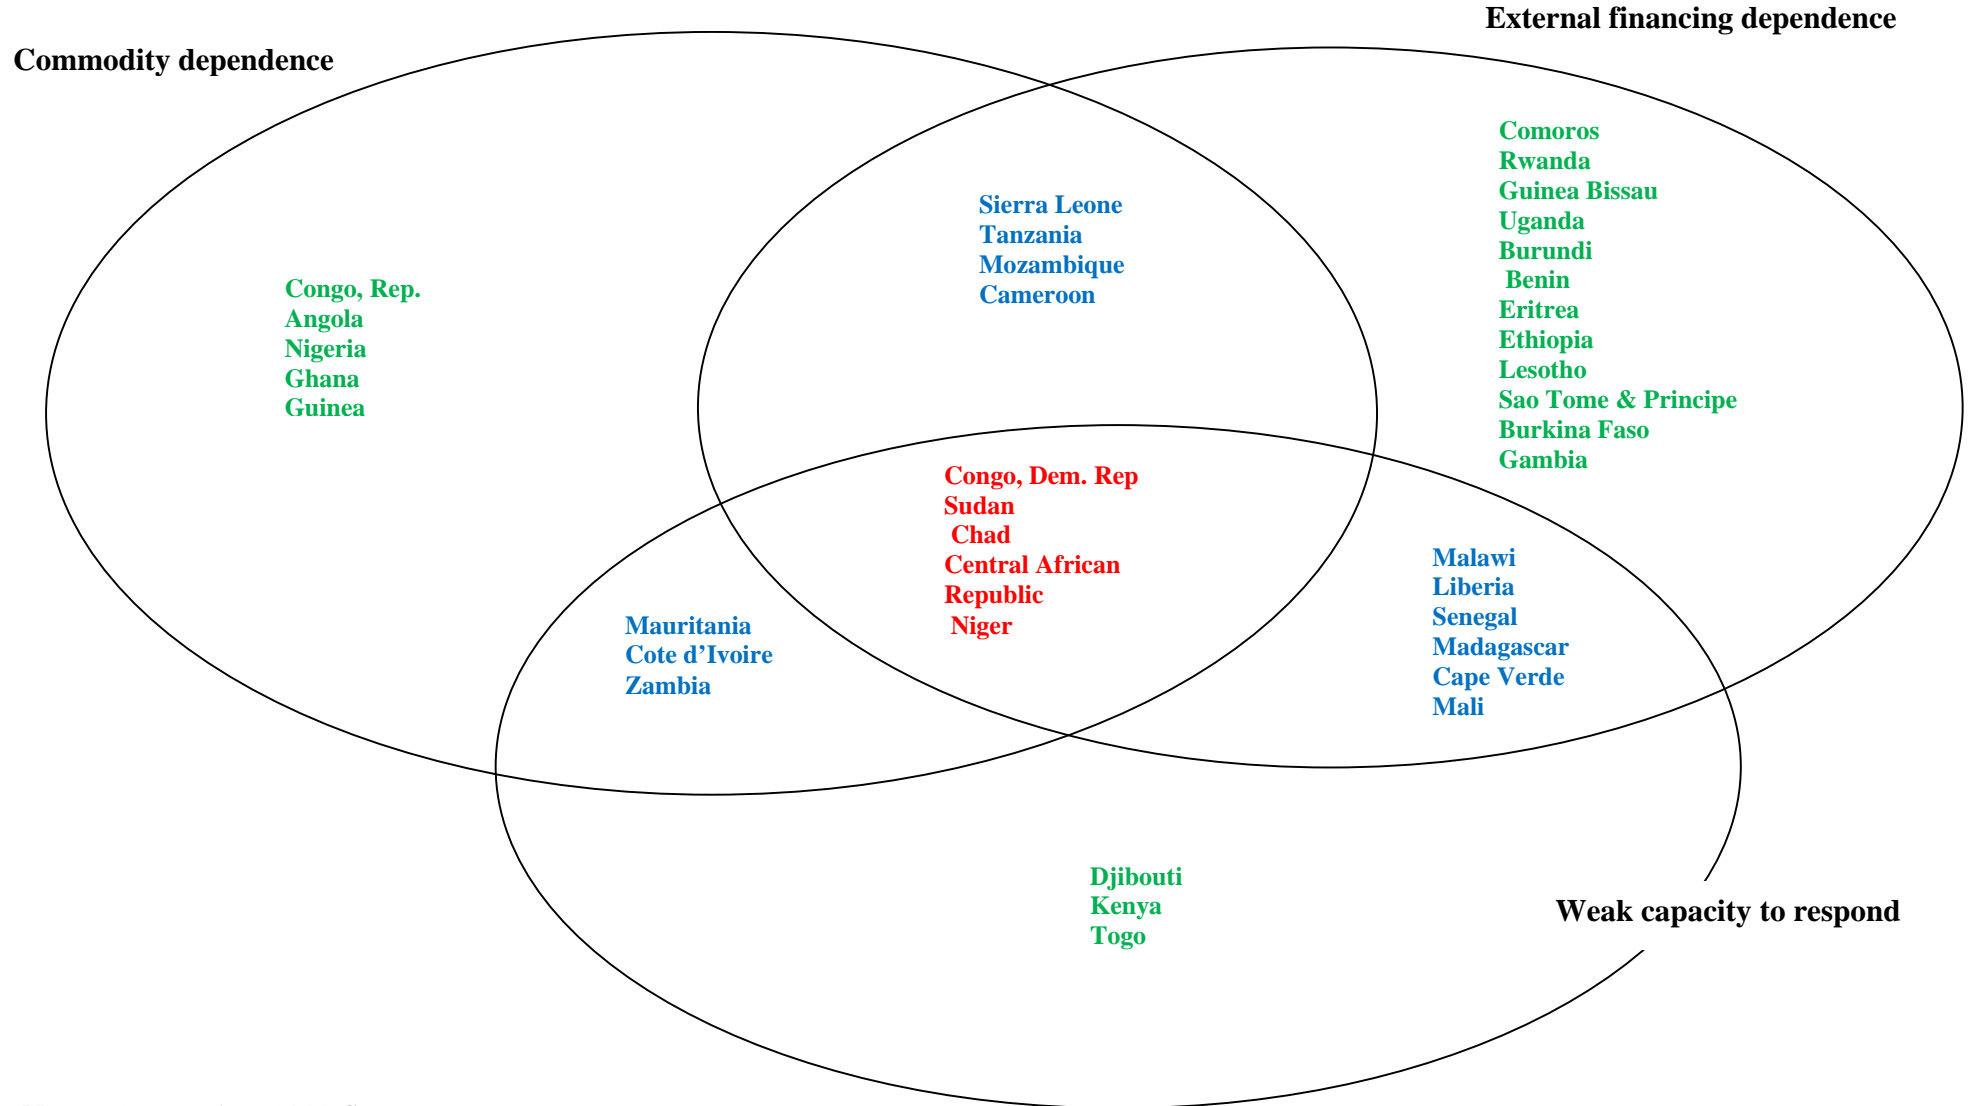 External financing dependence
Commodity dependence
Comoros
Rwanda
Guinea Bissau
Uganda
Burundi
Benin
Eritrea
Ethiopia
Lesotho
Sao Tome & Principe
Burkina Faso
Gambia
Sierra Leone
Tanzania
Mozambique
Cameroon
Congo, Rep.
Angola
Nigeria
Ghana
Guinea
Congo, Dem. Rep
Sudan
Chad
Central African
Republic
Niger
Malawi
Liberia
Senegal
Madagascar
Cape Verde
Mali
Mauritania
Cote d’Ivoire
Zambia
Djibouti
Kenya
Togo
Weak capacity to respond